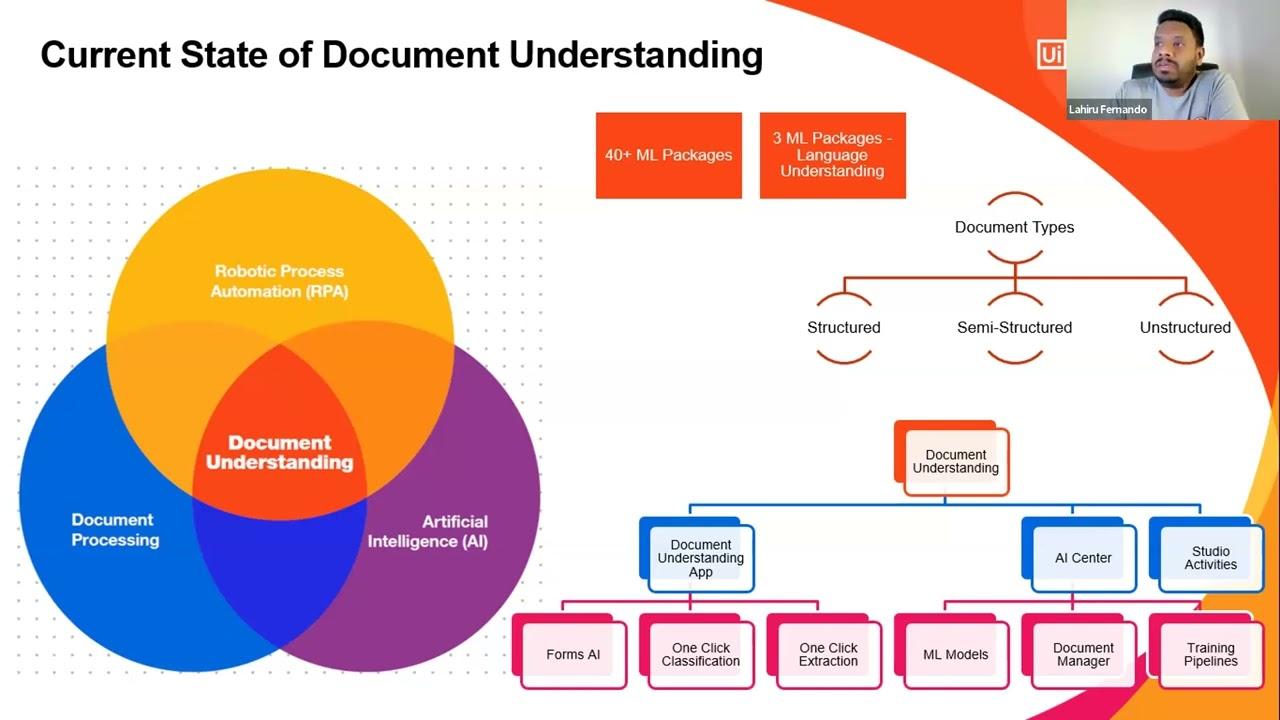 Current State of Document Understanding
Ui
Lahiru Fernando
40+ ML Packages
3 ML Packages -
Language
Understanding
Document Types
Structured
Semi-Structured
Unstructured
Robotic Process
Automation (RPA)
Document
Understanding
Document
Processing
Artificial
Intelligence (AI)
Document
Understanding
Document
Understanding
App
AI Center
Studio
Activities
Forms AI
One Click
Classification
One Click
Extraction
ML Models
Document
Manager
Training
Pipelines